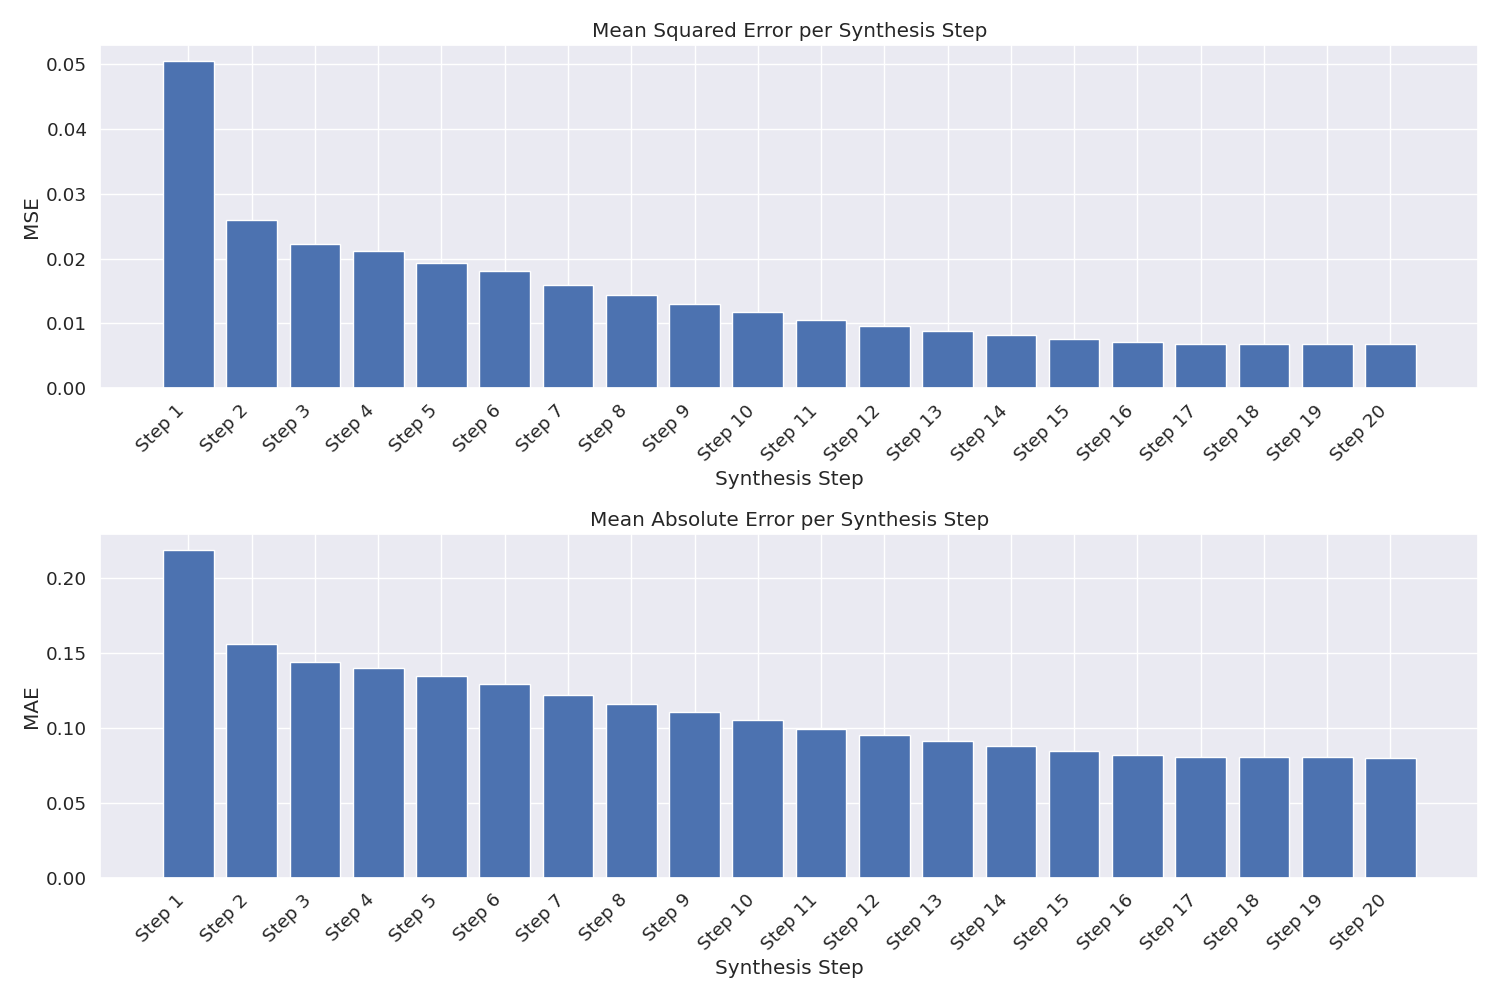 Mean Squared Error per Synthesis Step
MSE
0.05
0.04
0.03
0.02
0.01
0.00
Step 1
Step 2
Step 3
Step 4
Step 5
Step 6
Step 7
Step 8
Step 9
Step 10
Step 11
Step 12
Step 13
Step 14
Step 15
Step 16
Step 17
Step 18
Step 19
Step 20
Synthesis Step
Mean Absolute Error per Synthesis Step
MAE
0.20
0.15
0.10
0.05
0.00
Step 1
Step 2
Step 3
Step 4
Step 5
Step 6
Step 7
Step 8
Step 9
Step 10
Step 11
Step 12
Step 13
Step 14
Step 15
Step 16
Step 17
Step 18
Step 19
Step 20
Synthesis Step